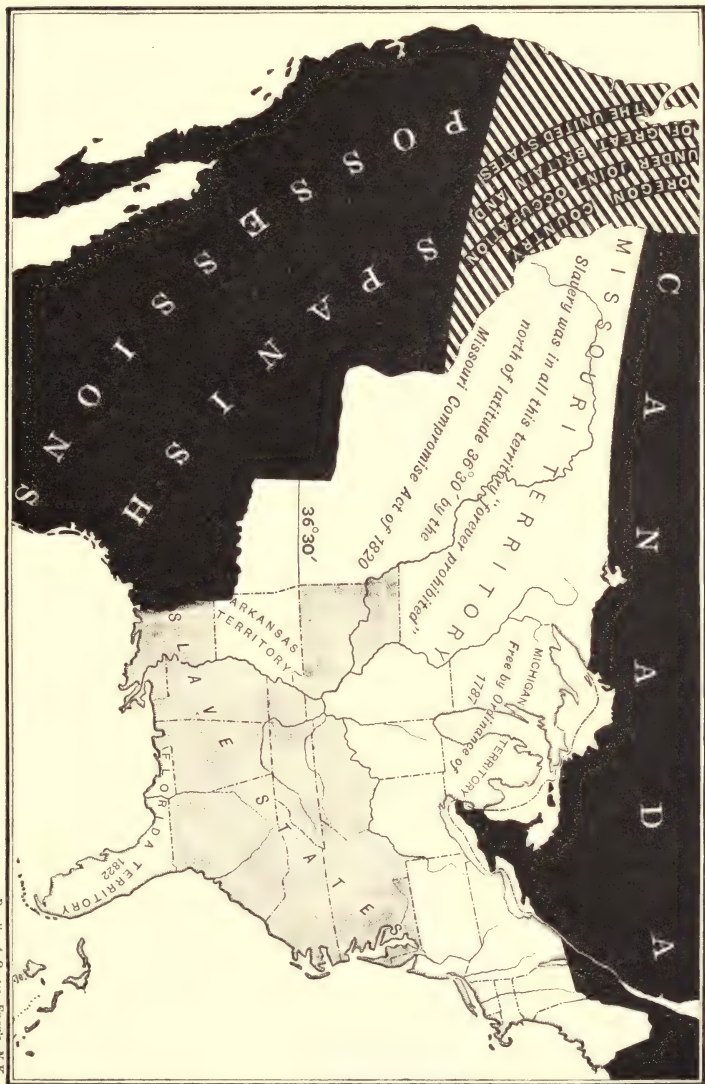 CANADA
OREGON COUNTRY
UNDER JOINT OCCUPATION
OF GREAT BRITAIN AND
THE UNITED STATES
MISSOURI TERRITORY
Slavery was in all this territory "forever prohibited"
north of latitude 36°30′ by the
Missouri Compromise Act of 1820
SPANISH
POSSESSIONS
MICHIGAN TERRITORY
Free by Ordinance of
1787
36°30′
ARKANSAS
TERRITORY
SLAVE STATES
FLORIDA TERRITORY
1822